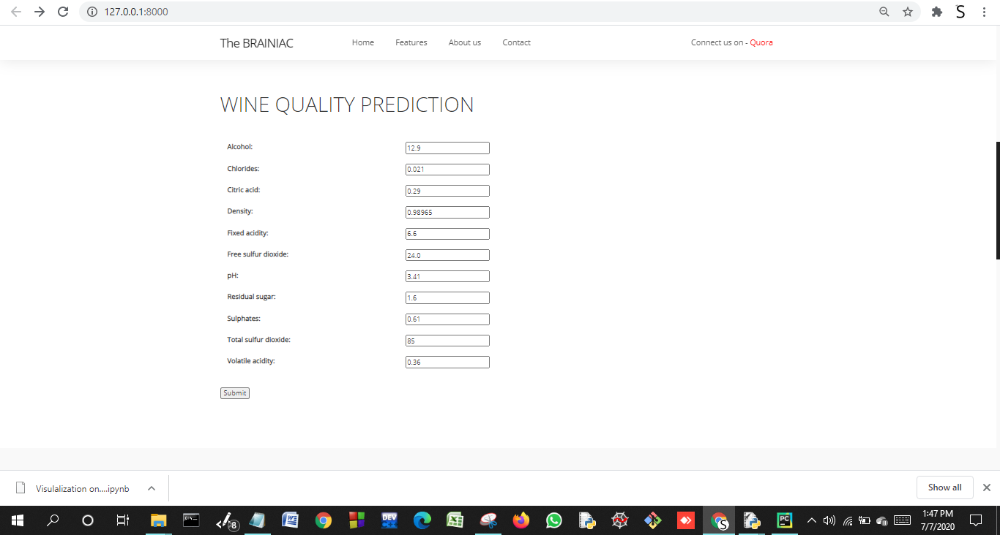 127.0.0.1:8000
S
The BRAINIAC Home Features About us Contact Connect us on - Quora
WINE QUALITY PREDICTION
Alcohol: 12.9
Chlorides: 0.021
Citric acid: 0.29
Density: 0.98965
Fixed acidity: 6.6
Free sulfur dioxide: 24.0
pH: 3.41
Residual sugar: 1.6
Sulphates: 0.61
Total sulfur dioxide: 85
Volatile acidity: 0.36
Submit
Visulalization on....ipynb Show all
8 DEV S PC 1:47 PM
7/7/2020